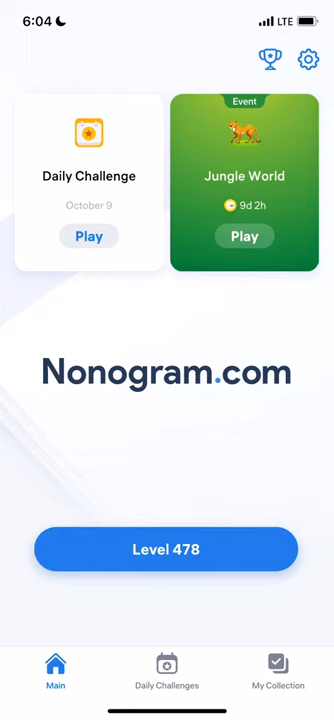 6:04
LTE
Event
Daily Challenge
Jungle World
October 9
9d 2h
Play
Play
Nonogram.com
Level 478
Main
Daily Challenges
My Collection